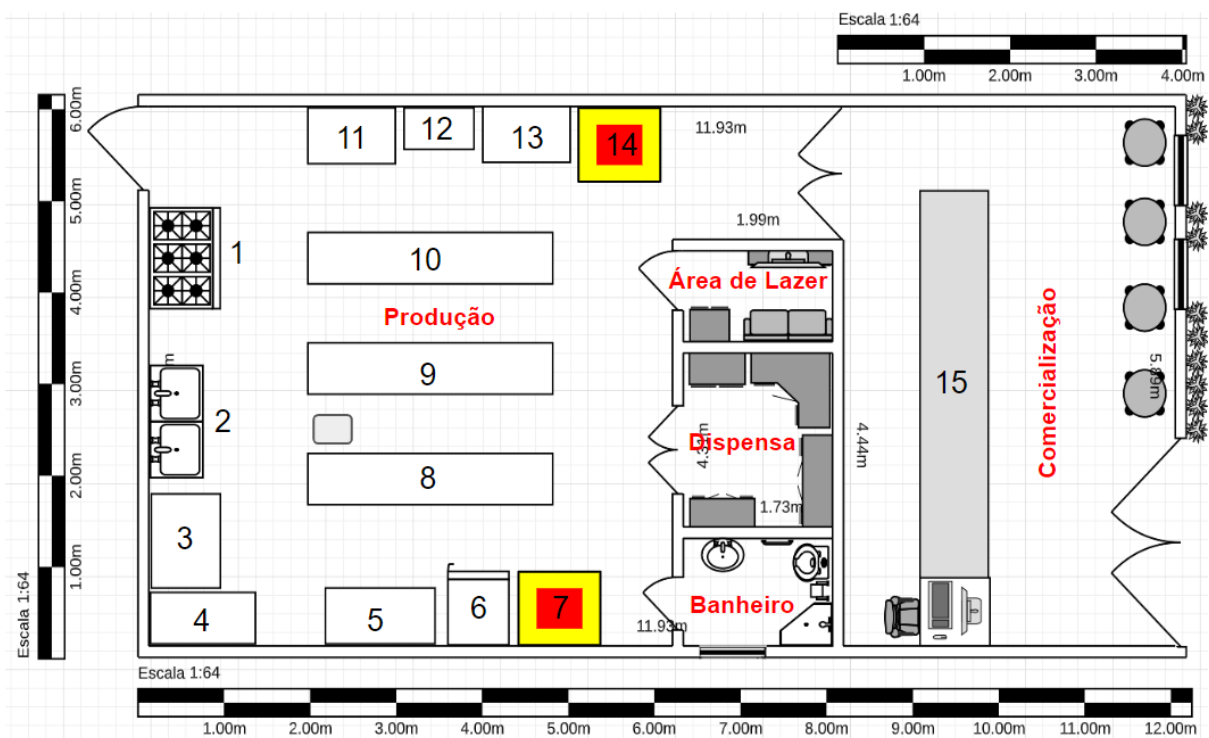 Escala 1:64
1.00m 2.00m 3.00m 4.00m
6.00m
5.00m
4.00m
3.00m
2.00m
1.00m
Escala 1:64
11
12
13
14
11.93m
1.99m
1
10
Área de Lazer
Produção
m
9
2
15
Comercialização
5.89m
Dispensa
4.44m
8
1.73m
3
4
5
6
7
Banheiro
11.93m
Escala 1:64
1.00m 2.00m 3.00m 4.00m 5.00m 6.00m 7.00m 8.00m 9.00m 10.00m 11.00m 12.00m